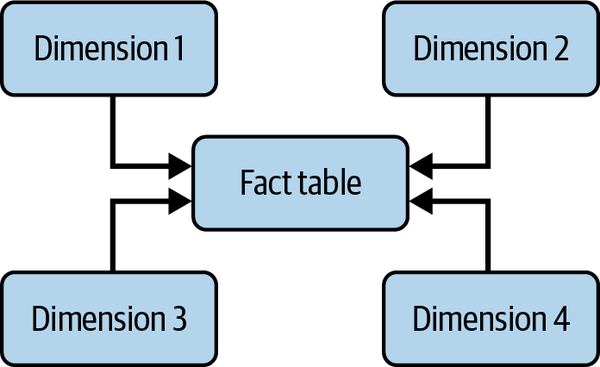 Dimension 1
Dimension 2
Fact table
Dimension 3
Dimension 4